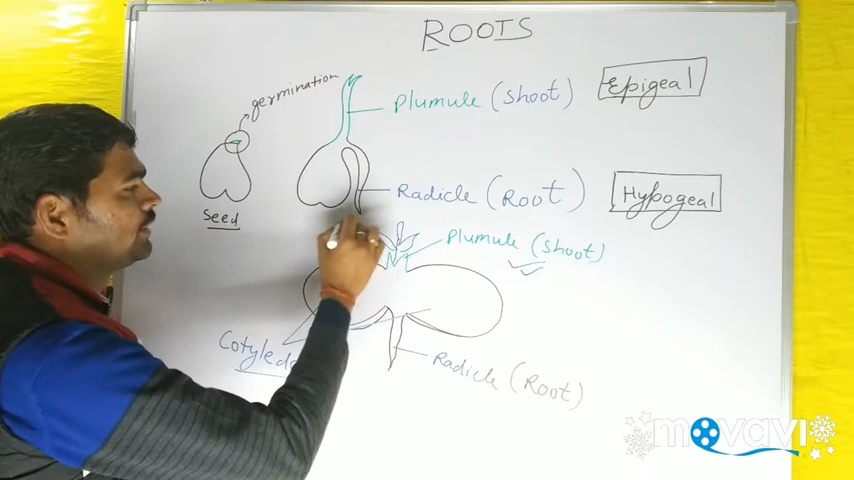 ROOTS
germination
Plumule (Shoot)
Epigeal
Radicle (Root)
Hypogeal
Seed
Plumule (Shoot)
Radicle (Root)
movavi